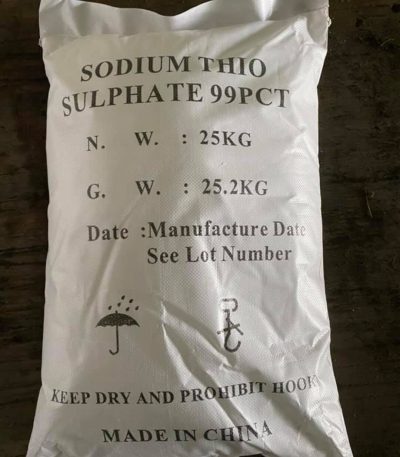 SODIUM THIO
SULPHATE 99PCT
N. W. : 25KG
G. W. : 25.2KG
Date :Manufacture Date
See Lot Number
KEEP DRY AND PROHIBIT HOOK
MADE IN CHINA